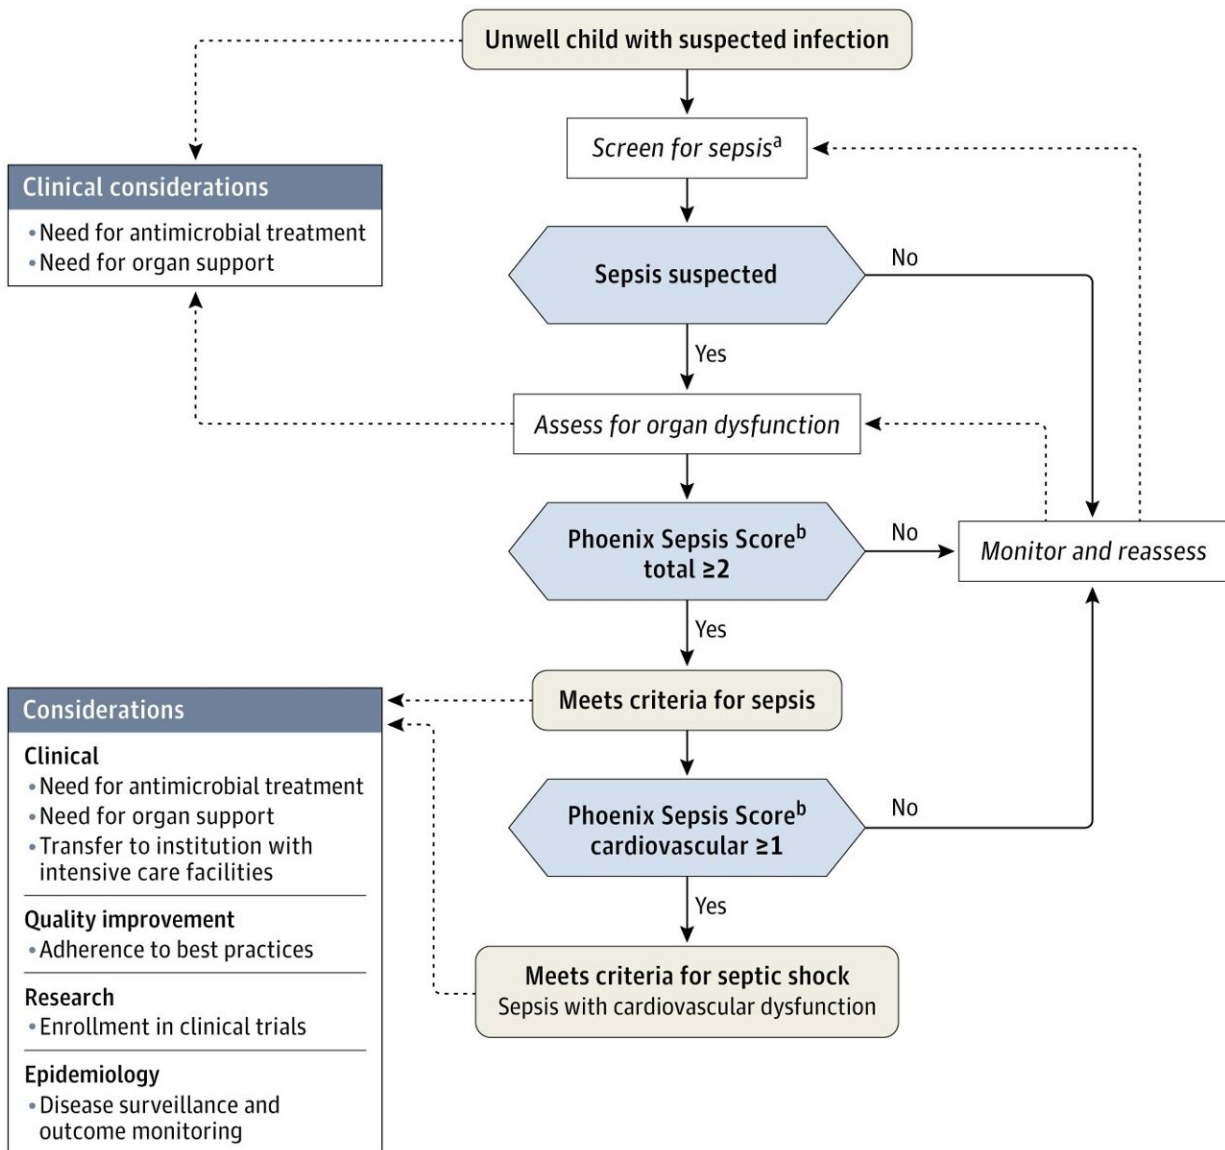 Unwell child with suspected infection
Screen for sepsisᵃ
Clinical considerations
• Need for antimicrobial treatment
• Need for organ support
Sepsis suspected
No
Yes
Assess for organ dysfunction
Phoenix Sepsis Scoreᵇ
total ≥2
No
Monitor and reassess
Yes
Meets criteria for sepsis
Considerations
Clinical
• Need for antimicrobial treatment
• Need for organ support
• Transfer to institution with
intensive care facilities
Quality improvement
• Adherence to best practices
Research
• Enrollment in clinical trials
Epidemiology
• Disease surveillance and
outcome monitoring
Phoenix Sepsis Scoreᵇ
cardiovascular ≥1
No
Yes
Meets criteria for septic shock
Sepsis with cardiovascular dysfunction